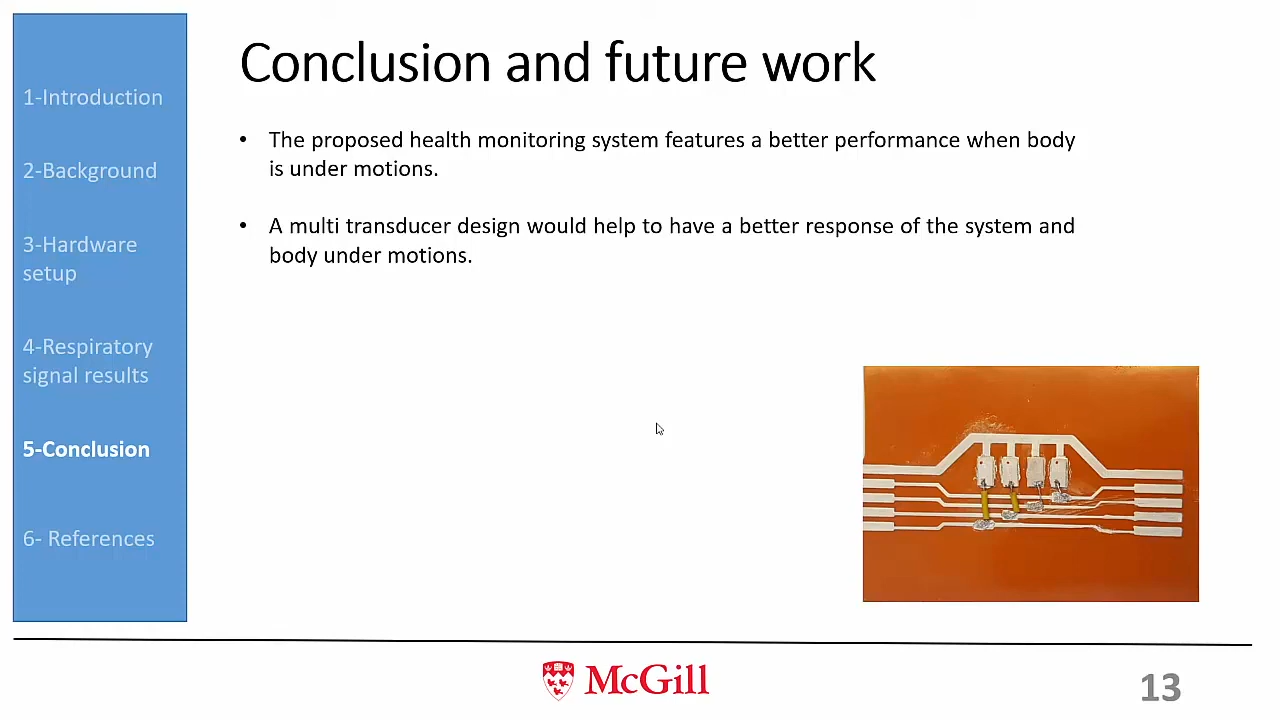 Conclusion and future work
1-Introduction
2-Background
3-Hardware
setup
4-Respiratory
signal results
5-Conclusion
6- References
• The proposed health monitoring system features a better performance when body
is under motions.
• A multi transducer design would help to have a better response of the system and
body under motions.
McGill
13